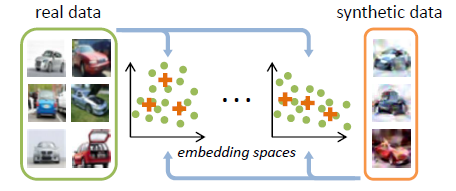 real data
synthetic data
embedding spaces